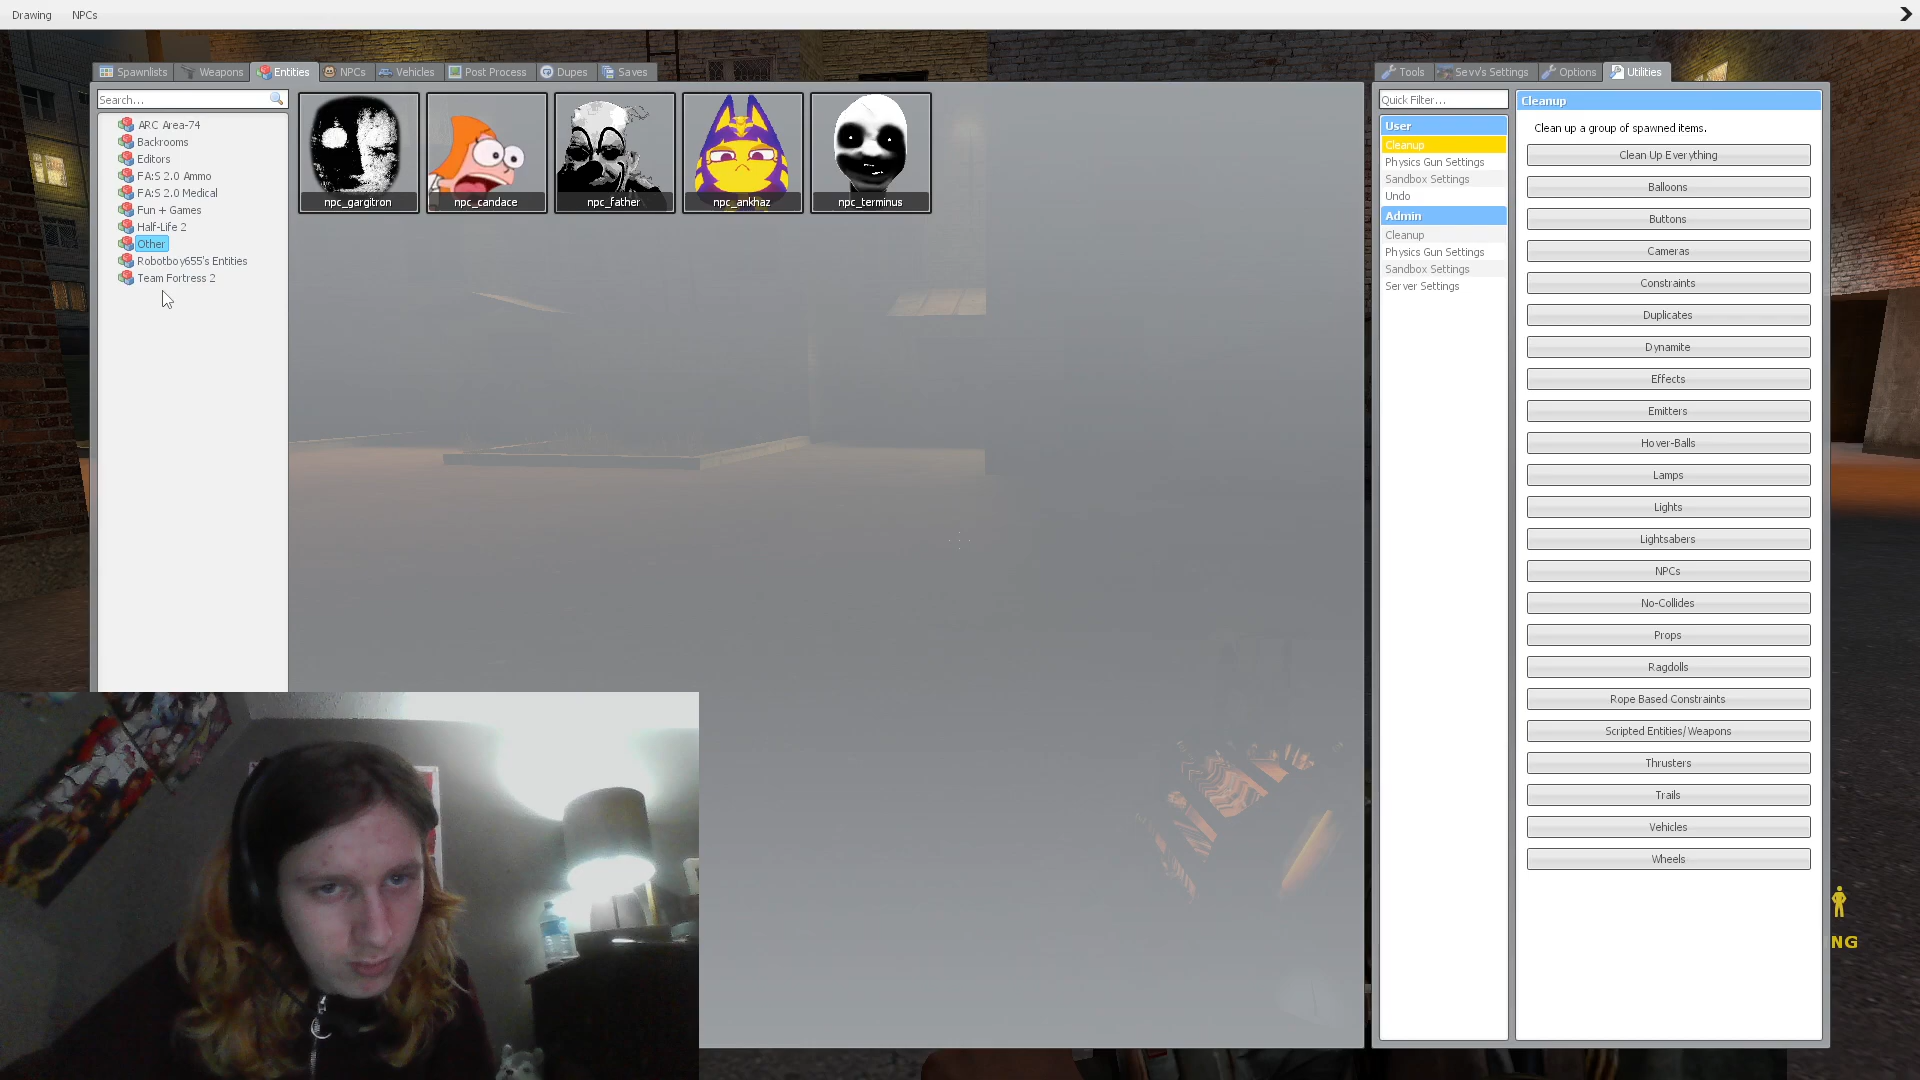 Drawing NPCs
Spawnlists Weapons Entities NPCs Vehicles Post Process Dupes Saves
Tools Sevv's Settings Options Utilities
Search...
ARC Area-74
Backrooms
Editors
FA:S 2.0 Ammo
FA:S 2.0 Medical
Fun + Games
Half-Life 2
Other
Robotboy655's Entities
Team Fortress 2
npc_gargitron
npc_candace
npc_father
npc_ankhaz
npc_terminus
Quick Filter...
User
Cleanup
Physics Gun Settings
Sandbox Settings
Undo
Admin
Cleanup
Physics Gun Settings
Sandbox Settings
Server Settings
Cleanup
Clean up a group of spawned items.
Clean Up Everything
Balloons
Buttons
Cameras
Constraints
Duplicates
Dynamite
Effects
Emitters
Hover-Balls
Lamps
Lights
Lightsabers
NPCs
No-Collides
Props
Ragdolls
Rope Based Constraints
Scripted Entities/Weapons
Thrusters
Trails
Vehicles
Wheels
NG